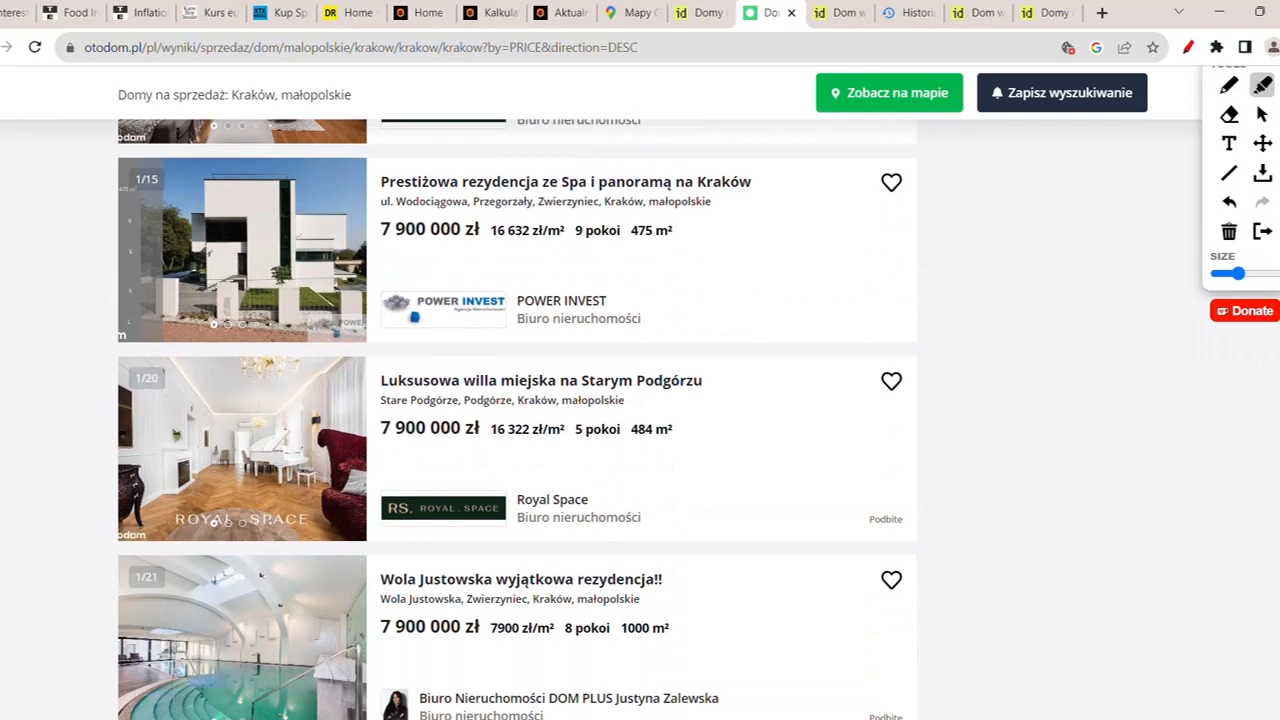 Food In
Inflatio
Kurs eu
Kup Sp
Home
Home
Kalkula
Aktual
Mapy G
Domy
Do
Dom w
Histori
Dom w
Domy
otodom.pl/pl/wyniki/sprzedaz/dom/malopolskie/krakow/krakow/krakow?by=PRICE&direction=DESC
Domy na sprzedaż: Kraków, małopolskie
Zobacz na mapie
Zapisz wyszukiwanie
Biuro nieruchomości
1/15
Prestiżowa rezydencja ze Spa i panoramą na Kraków
ul. Wodociągowa, Przegorzały, Zwierzyniec, Kraków, małopolskie
7 900 000 zł 16 632 zł/m² 9 pokoi 475 m²
POWER INVEST
Agencja Nieruchomości
POWER INVEST
Biuro nieruchomości
1/20
Luksusowa willa miejska na Starym Podgórzu
Stare Podgórze, Podgórze, Kraków, małopolskie
7 900 000 zł 16 322 zł/m² 5 pokoi 484 m²
ROYAL SPACE
RS. ROYAL.SPACE
Royal Space
Biuro nieruchomości
Podbite
1/21
Wola Justowska wyjątkowa rezydencja!!
Wola Justowska, Zwierzyniec, Kraków, małopolskie
7 900 000 zł 7900 zł/m² 8 pokoi 1000 m²
Biuro Nieruchomości DOM PLUS Justyna Zalewska
Biuro nieruchomości
Podbite
SIZE
Donate